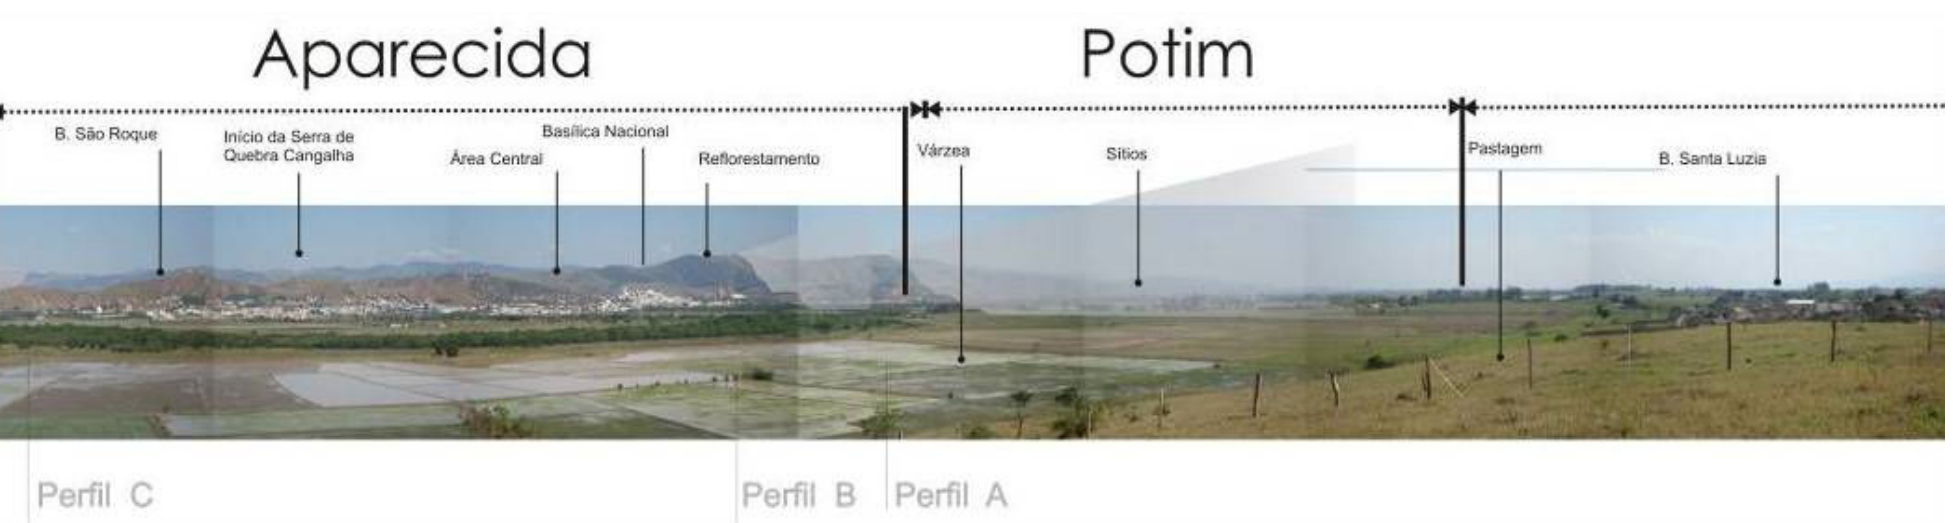 Aparecida
Potim
B. São Roque
Início da Serra de
Quebra Cangalha
Área Central
Basílica Nacional
Reflorestamento
Várzea
Sítios
Pastagem
B. Santa Luzia
Perfil C
Perfil B
Perfil A